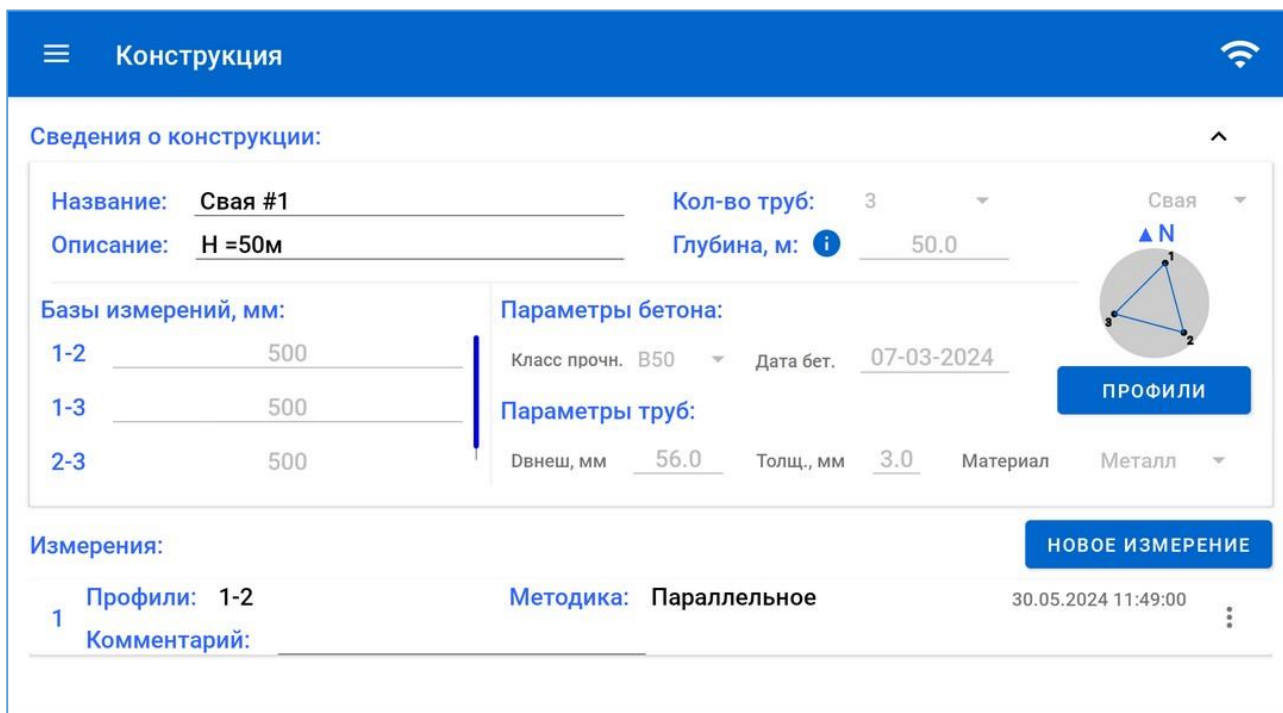 Конструкция
Сведения о конструкции:
Название: Свая #1
Кол-во труб: 3
Свая
Описание: H =50м
Глубина, м: i 50.0
N
1
3
2
ПРОФИЛИ
Базы измерений, мм:
1-2 500
1-3 500
2-3 500
Параметры бетона:
Класс прочн. B50 Дата бет. 07-03-2024
Параметры труб:
Dвнеш, мм 56.0 Толщ., мм 3.0 Материал Металл
Измерения:
НОВОЕ ИЗМЕРЕНИЕ
1
Профили: 1-2 Методика: Параллельное 30.05.2024 11:49:00
Комментарий: